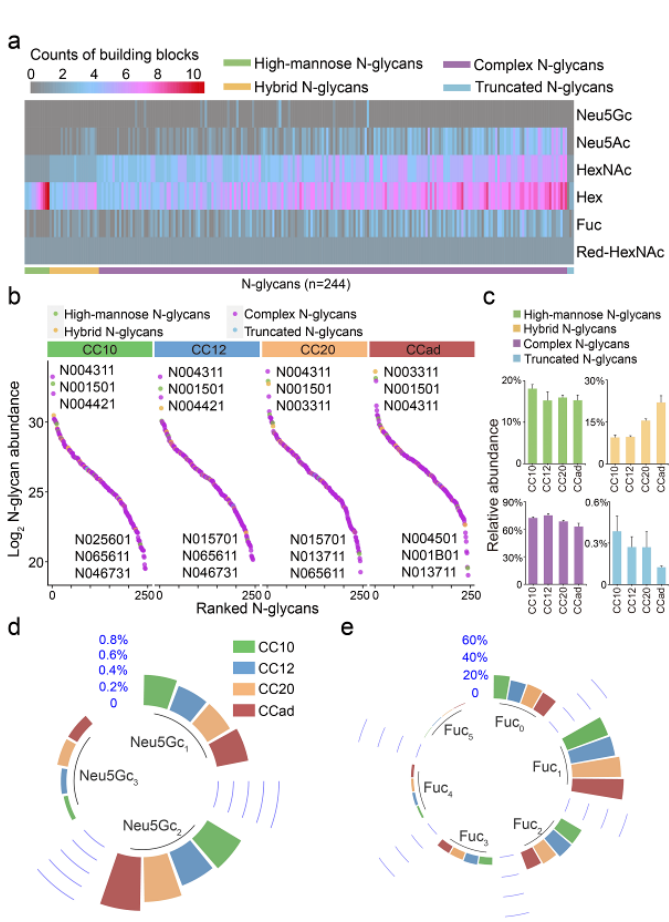 a
Counts of building blocks
0 2 4 6 8 10
High-mannose N-glycans
Complex N-glycans
Hybrid N-glycans
Truncated N-glycans
Neu5Gc
Neu5Ac
HexNAc
Hex
Fuc
Red-HexNAc
N-glycans (n=244)
b
High-mannose N-glycans
Complex N-glycans
Hybrid N-glycans
Truncated N-glycans
CC10 CC12 CC20 CCad
N004311 N004311 N004311 N003311
N001501 N001501 N001501 N001501
N004421 N004421 N003311 N004311
Log2 N-glycan abundance
30
25
20
N025601 N015701 N015701 N004501
N065611 N065611 N013711 N001B01
N046731 N046731 N065611 N013711
0 250 0 250 0 250 0 250
Ranked N-glycans
c
High-mannose N-glycans
Hybrid N-glycans
Complex N-glycans
Truncated N-glycans
Relative abundance
20% 30%
10% 15%
0 0
CC10 CC12 CC20 CCad CC10 CC12 CC20 CCad
90% 0.6%
60%
0.3%
30%
0 0
CC10 CC12 CC20 CCad CC10 CC12 CC20 CCad
d
0.8%
0.6%
0.4%
0.2%
0
CC10
CC12
CC20
CCad
Neu5Gc1
Neu5Gc3
Neu5Gc2
e
60%
40%
20%
0
Fuc0
Fuc5
Fuc1
Fuc4
Fuc2
Fuc3